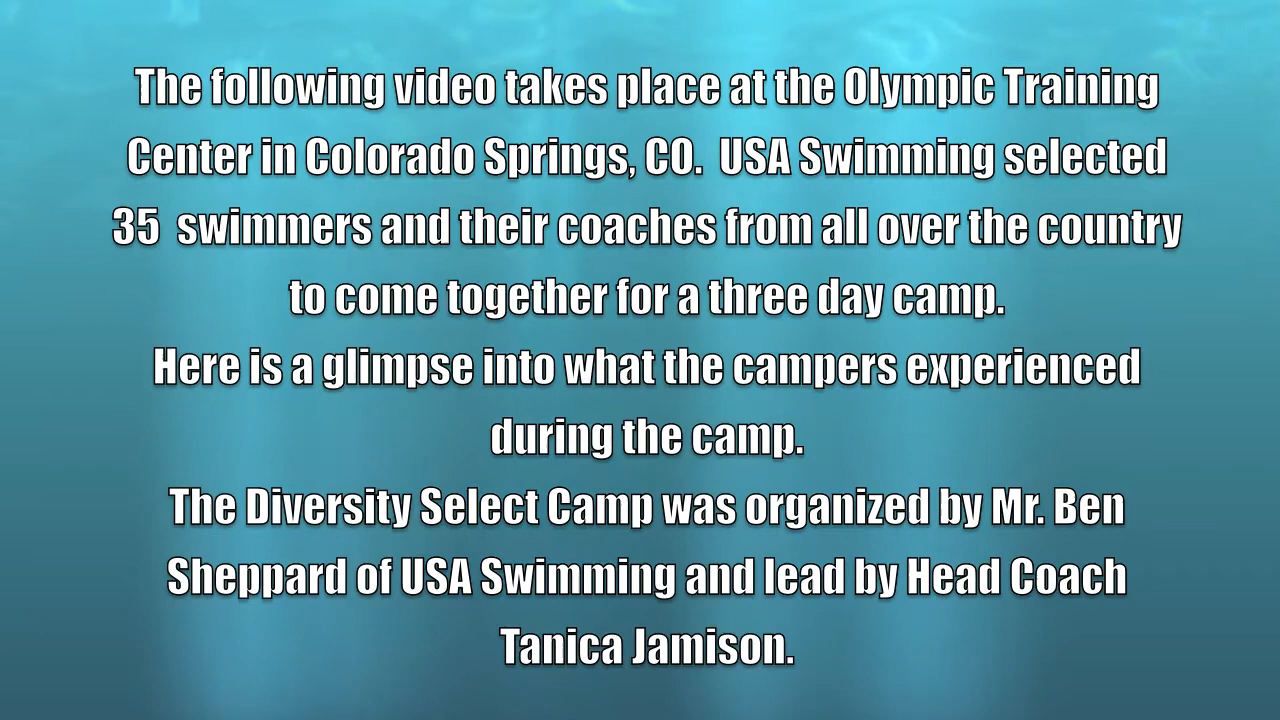 The following video takes place at the Olympic Training
Center in Colorado Springs, CO.  USA Swimming selected
35  swimmers and their coaches from all over the country
to come together for a three day camp.
Here is a glimpse into what the campers experienced
during the camp.
The Diversity Select Camp was organized by Mr. Ben
Sheppard of USA Swimming and lead by Head Coach
Tanica Jamison.